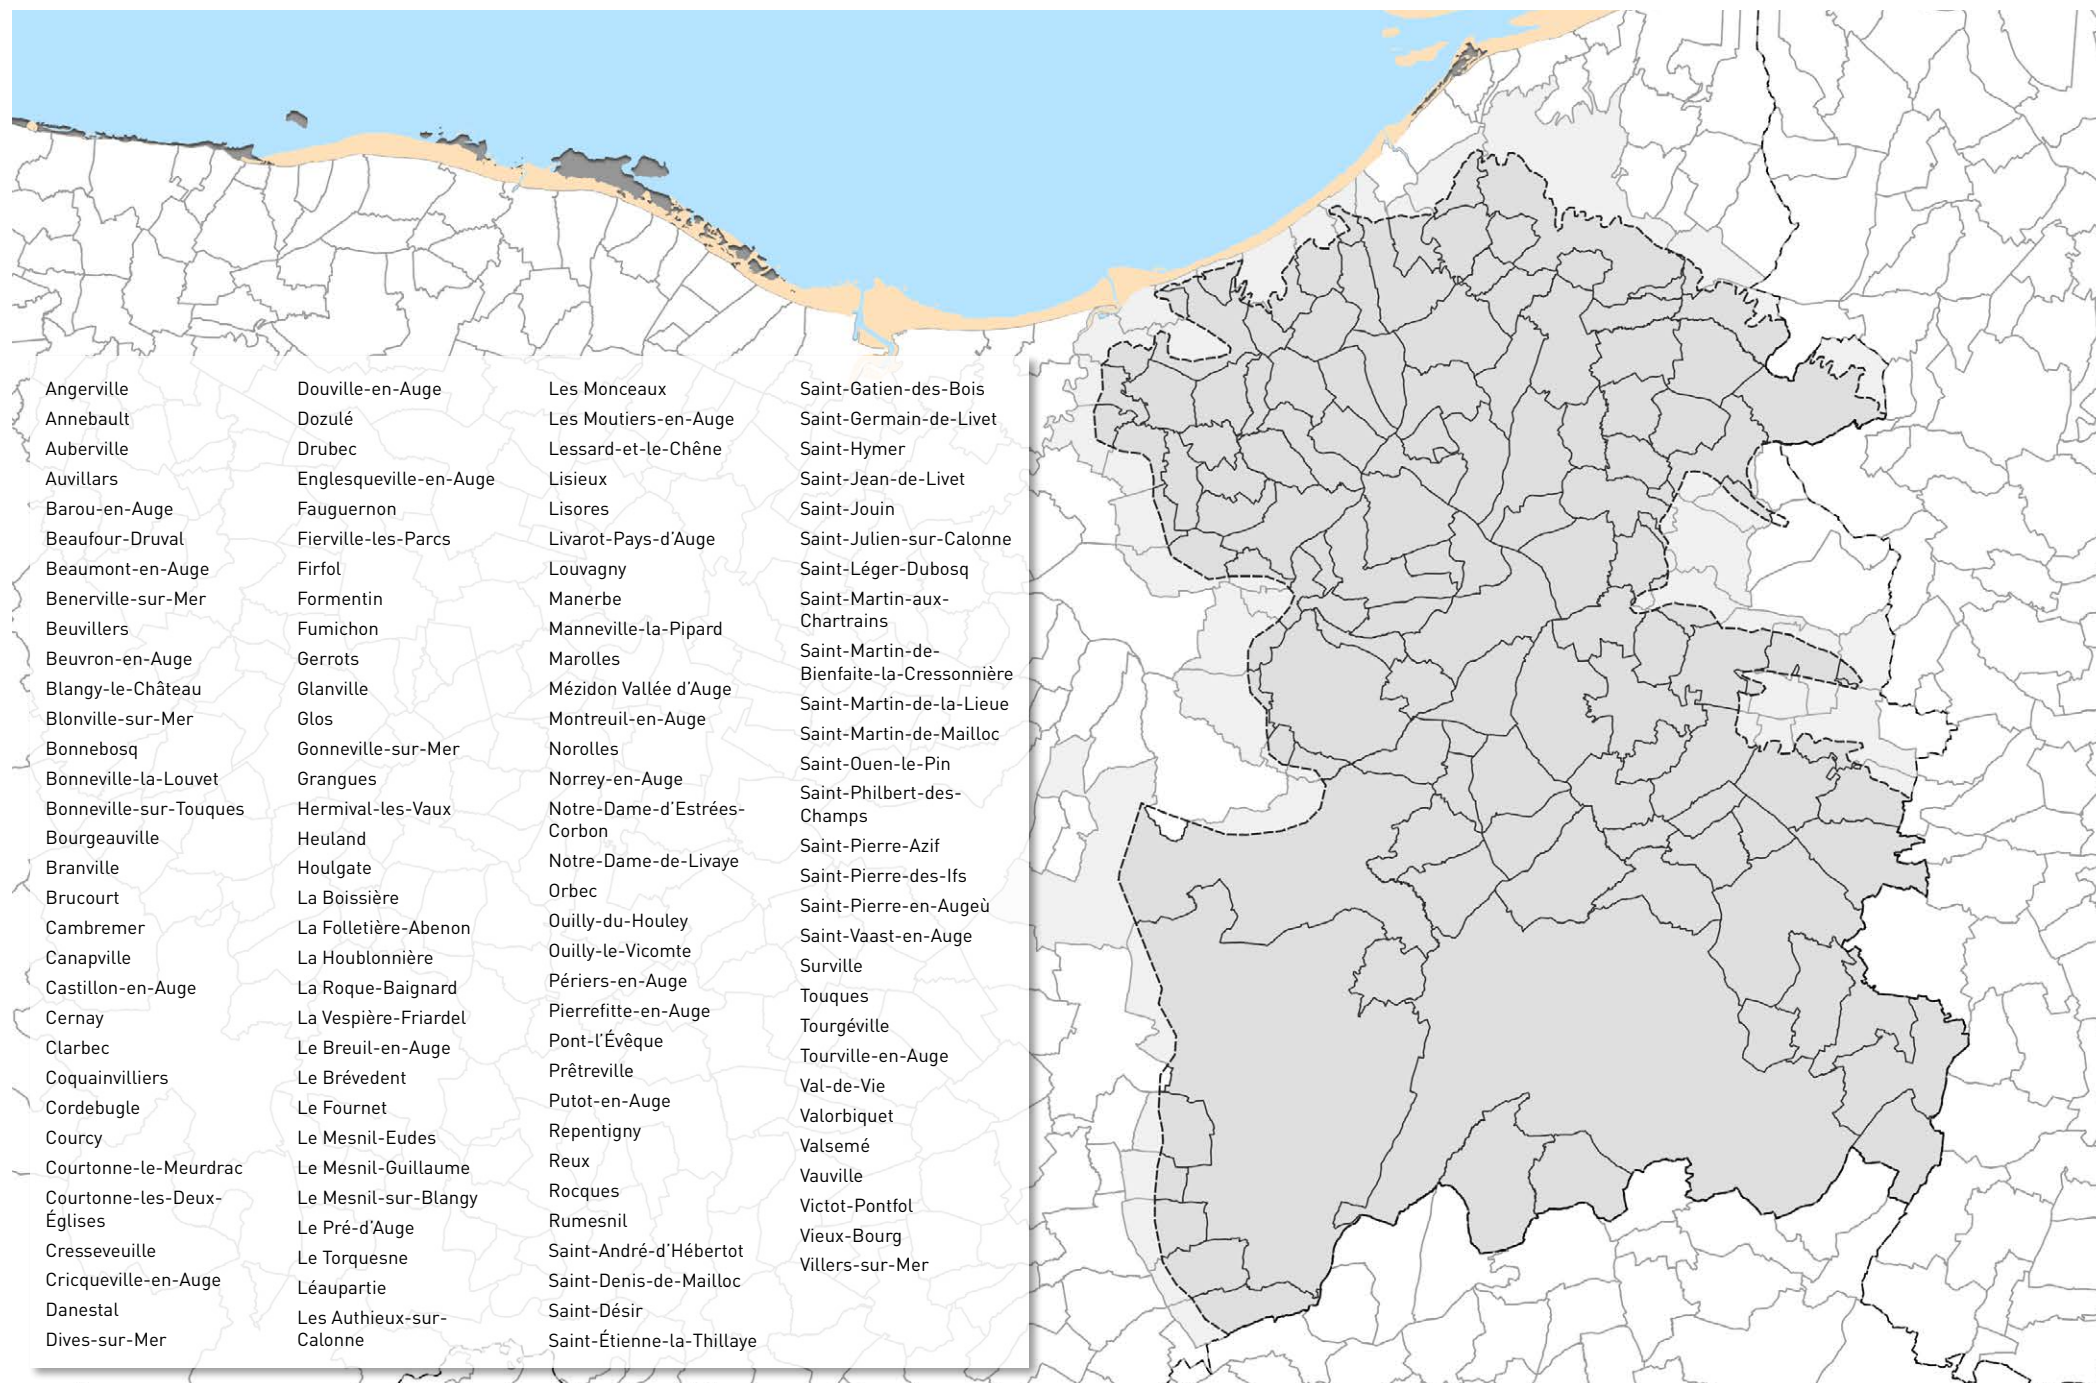 Angerville
Annebault
Auberville
Auvillars
Barou-en-Auge
Beaufour-Druval
Beaumont-en-Auge
Benerville-sur-Mer
Beuvillers
Beuvron-en-Auge
Blangy-le-Château
Blonville-sur-Mer
Bonnebosq
Bonneville-la-Louvet
Bonneville-sur-Touques
Bourgeauville
Branville
Brucourt
Cambremer
Canapville
Castillon-en-Auge
Cernay
Clarbec
Coquainvilliers
Cordebugle
Courcy
Courtonne-le-Meurdrac
Courtonne-les-Deux-
Églises
Cresseveuille
Cricqueville-en-Auge
Danestal
Dives-sur-Mer
Douville-en-Auge
Dozulé
Drubec
Englesqueville-en-Auge
Fauguernon
Fierville-les-Parcs
Firfol
Formentin
Fumichon
Gerrots
Glanville
Glos
Gonneville-sur-Mer
Grangues
Hermival-les-Vaux
Heuland
Houlgate
La Boissière
La Folletière-Abenon
La Houblonnière
La Roque-Baignard
La Vespière-Friardel
Le Breuil-en-Auge
Le Brévedent
Le Fournet
Le Mesnil-Eudes
Le Mesnil-Guillaume
Le Mesnil-sur-Blangy
Le Pré-d'Auge
Le Torquesne
Léaupartie
Les Authieux-sur-
Calonne
Les Monceaux
Les Moutiers-en-Auge
Lessard-et-le-Chêne
Lisieux
Lisores
Livarot-Pays-d'Auge
Louvagny
Manerbe
Manneville-la-Pipard
Marolles
Mézidon Vallée d'Auge
Montreuil-en-Auge
Norolles
Norrey-en-Auge
Notre-Dame-d'Estrées-
Corbon
Notre-Dame-de-Livaye
Orbec
Ouilly-du-Houley
Ouilly-le-Vicomte
Périers-en-Auge
Pierrefitte-en-Auge
Pont-l'Évêque
Prêtreville
Putot-en-Auge
Repentigny
Reux
Rocques
Rumesnil
Saint-André-d'Hébertot
Saint-Denis-de-Mailloc
Saint-Désir
Saint-Étienne-la-Thillaye
Saint-Gatien-des-Bois
Saint-Germain-de-Livet
Saint-Hymer
Saint-Jean-de-Livet
Saint-Jouin
Saint-Julien-sur-Calonne
Saint-Léger-Dubosq
Saint-Martin-aux-
Chartrains
Saint-Martin-de-
Bienfaite-la-Cressonnière
Saint-Martin-de-la-Lieue
Saint-Martin-de-Mailloc
Saint-Ouen-le-Pin
Saint-Philbert-des-
Champs
Saint-Pierre-Azif
Saint-Pierre-des-Ifs
Saint-Pierre-en-Augeù
Saint-Vaast-en-Auge
Surville
Touques
Tourgéville
Tourville-en-Auge
Val-de-Vie
Valorbiquet
Valsemé
Vauville
Victot-Pontfol
Vieux-Bourg
Villers-sur-Mer